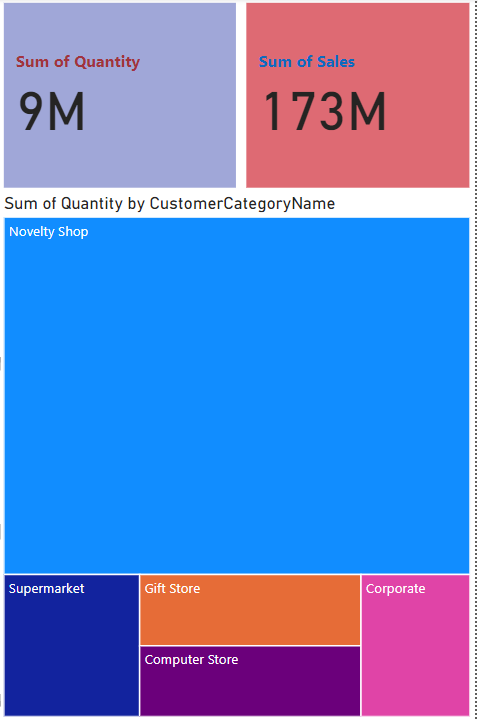 Sum of Quantity
9M
Sum of Sales
173M
Sum of Quantity by CustomerCategoryName
Novelty Shop
Supermarket
Gift Store
Computer Store
Corporate